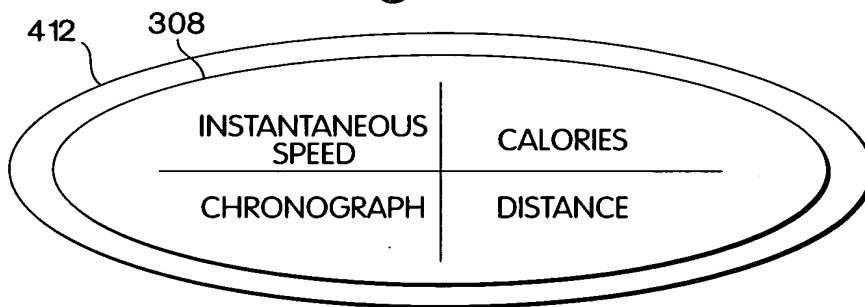 412
308
INSTANTANEOUS
SPEED
CALORIES
CHRONOGRAPH
DISTANCE